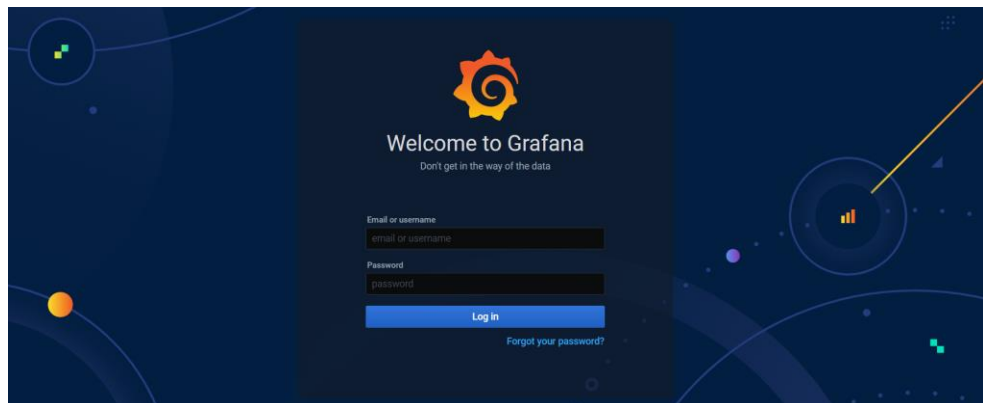 Welcome to Grafana
Don't get in the way of the data
Email or username
email or username
Password
password
Log in
Forgot your password?